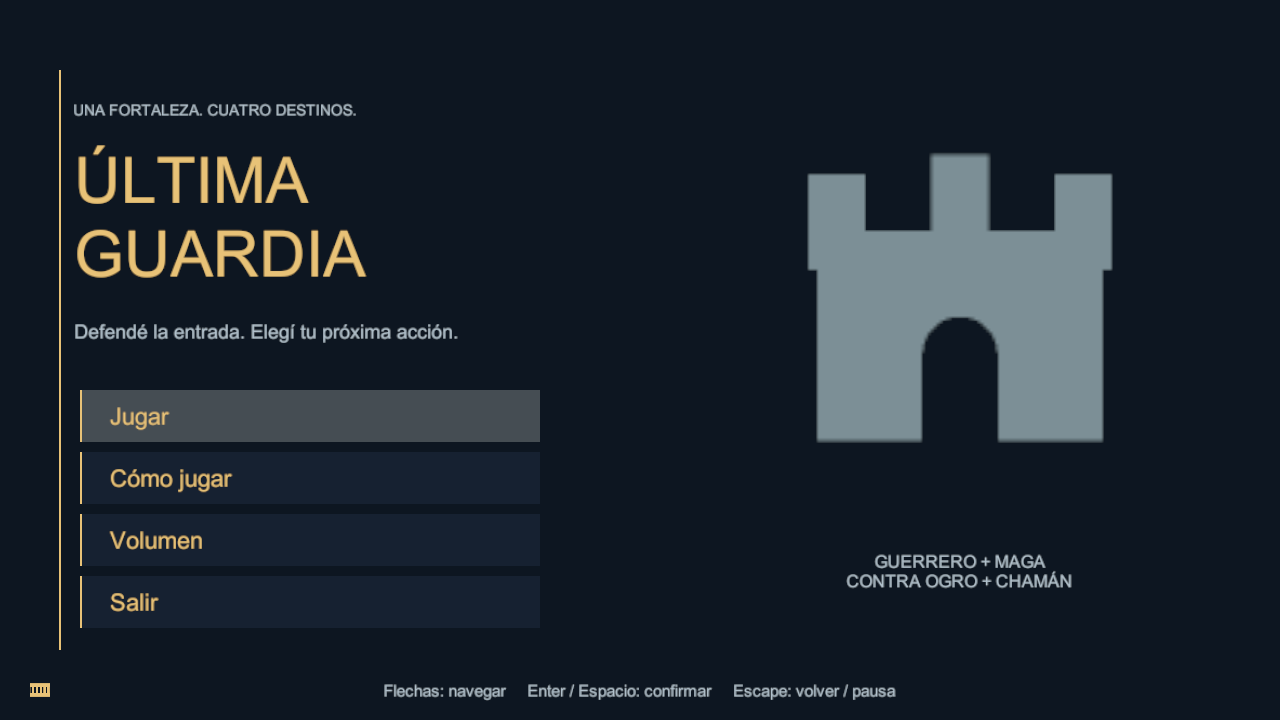 UNA FORTALEZA. CUATRO DESTINOS.
ÚLTIMA
GUARDIA
Defendé la entrada. Elegí tu próxima acción.
Jugar
Cómo jugar
Volumen
Salir
GUERRERO + MAGA
CONTRA OGRO + CHAMÁN
Flechas: navegar Enter / Espacio: confirmar Escape: volver / pausa